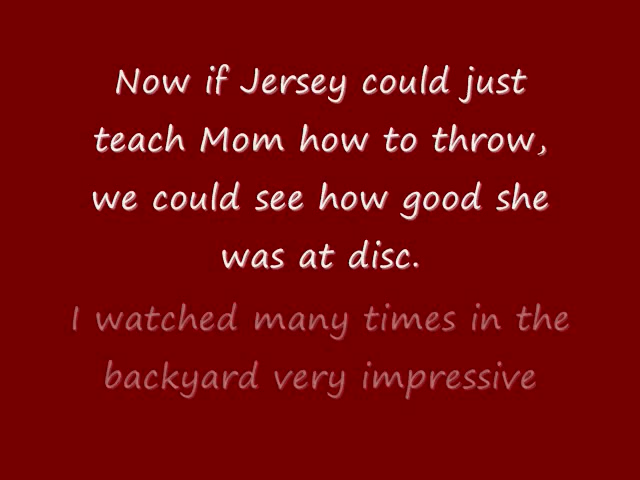 Now if Jersey could just
teach Mom how to throw,
we could see how good she
was at disc.
I watched many times in the
backyard very impressive